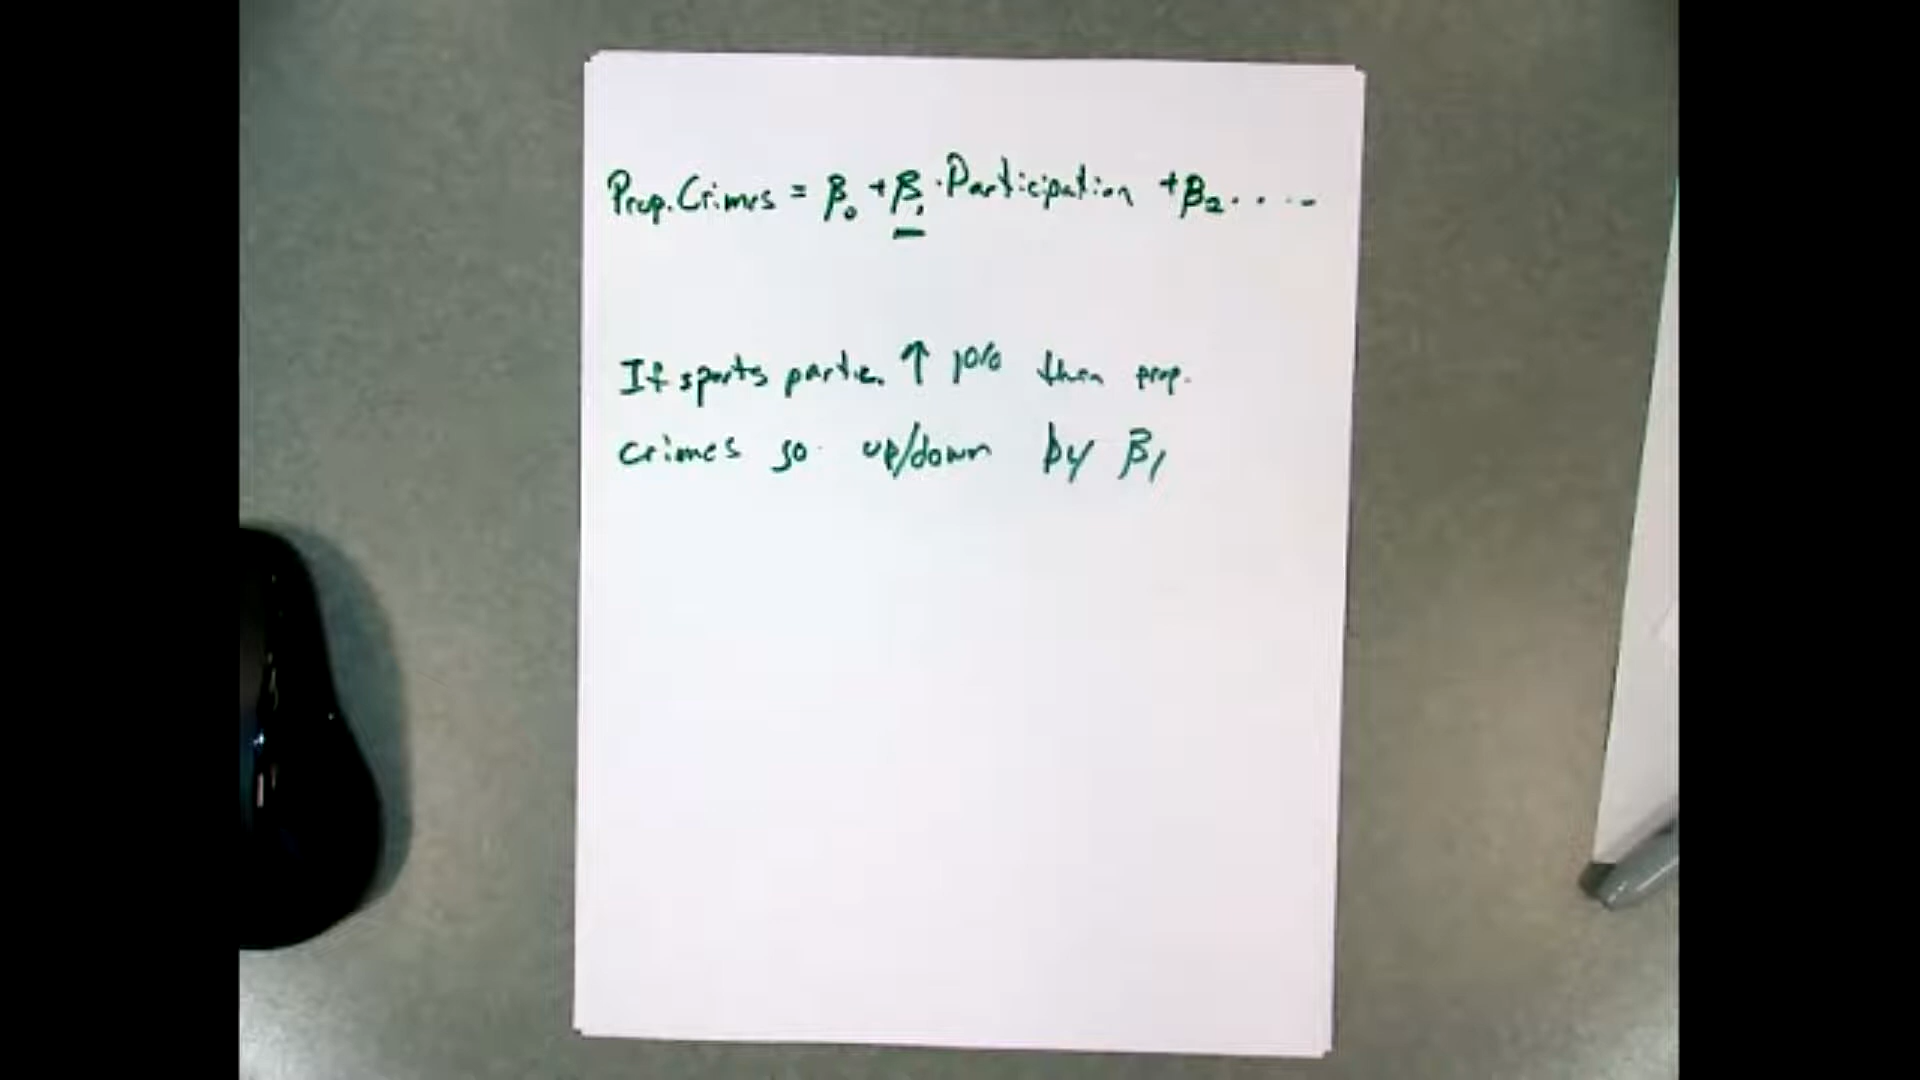 Prop. Crimes = β₀ + β₁ · Participation + β₂ . . . .
If sports partic. ↑ 10% then prop.
crimes go up/down by β₁